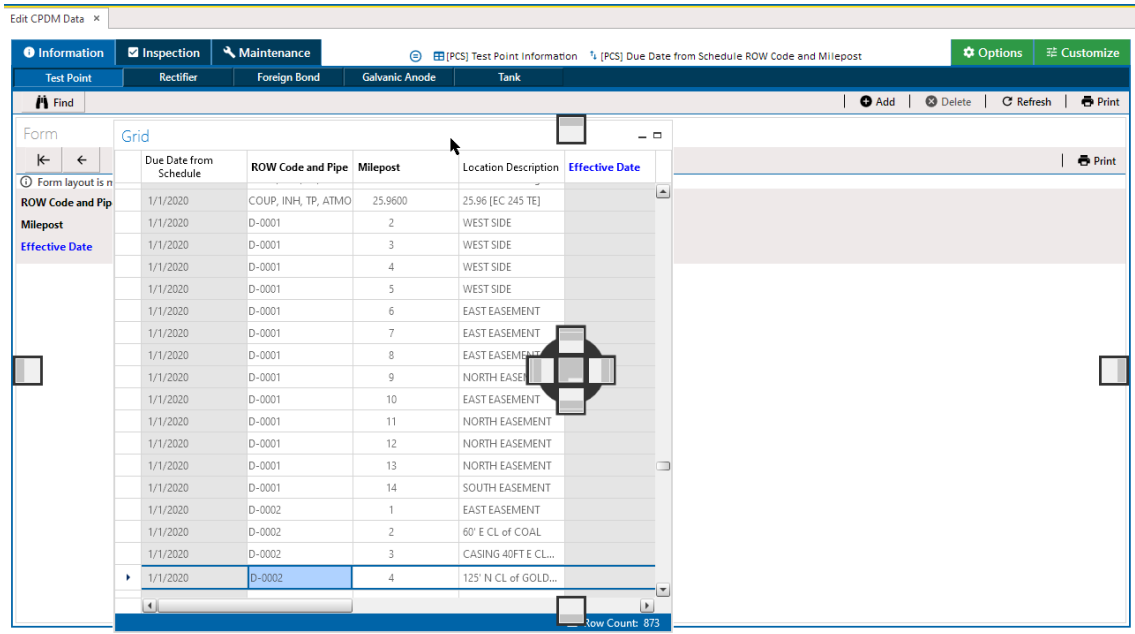 Edit CPDM Data ×
Information Inspection Maintenance [PCS] Test Point Information [PCS] Due Date from Schedule ROW Code and Milepost Options Customize
Test Point Rectifier Foreign Bond Galvanic Anode Tank
Find Add Delete Refresh Print
Form Grid
Print
Form layout is
ROW Code and Pip
Milepost
Effective Date
Due Date from Schedule ROW Code and Pipe Milepost Location Description Effective Date
1/1/2020 COUP, INH, TP, ATMO 25.9600 25.96 [EC 245 TE]
1/1/2020 D-0001 2 WEST SIDE
1/1/2020 D-0001 3 WEST SIDE
1/1/2020 D-0001 4 WEST SIDE
1/1/2020 D-0001 5 WEST SIDE
1/1/2020 D-0001 6 EAST EASEMENT
1/1/2020 D-0001 7 EAST EASEMENT
1/1/2020 D-0001 8 EAST EASEMENT
1/1/2020 D-0001 9 NORTH EASE
1/1/2020 D-0001 10 EAST EASEMENT
1/1/2020 D-0001 11 NORTH EASEMENT
1/1/2020 D-0001 12 NORTH EASEMENT
1/1/2020 D-0001 13 NORTH EASEMENT
1/1/2020 D-0001 14 SOUTH EASEMENT
1/1/2020 D-0002 1 EAST EASEMENT
1/1/2020 D-0002 2 60' E CL of COAL
1/1/2020 D-0002 3 CASING 40FT E CL...
1/1/2020 D-0002 4 125' N CL of GOLD...
Row Count: 873